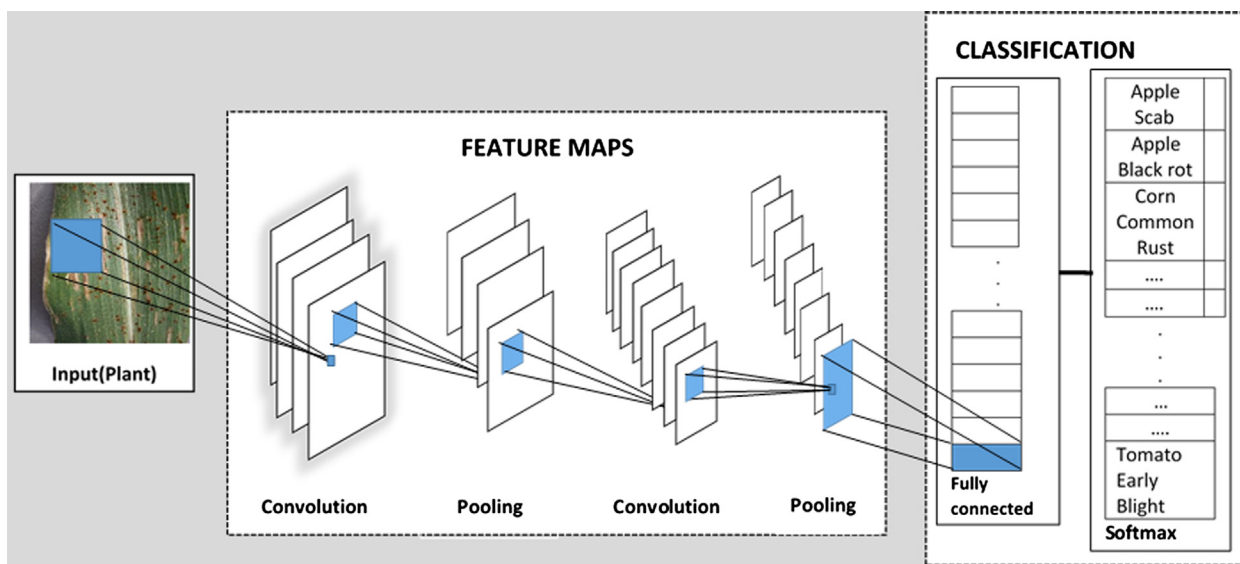 CLASSIFICATION
FEATURE MAPS
Input(Plant)
Convolution
Pooling
Convolution
Pooling
Fully
connected
Apple
Scab
Apple
Black rot
Corn
Common
Rust
....
....
...
....
Tomato
Early
Blight
Softmax